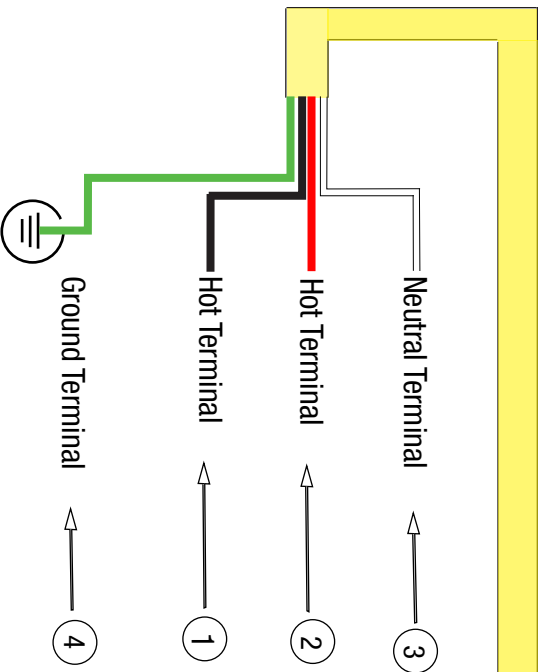 Neutral Terminal 3
Hot Terminal 2
Hot Terminal 1
Ground Terminal 4